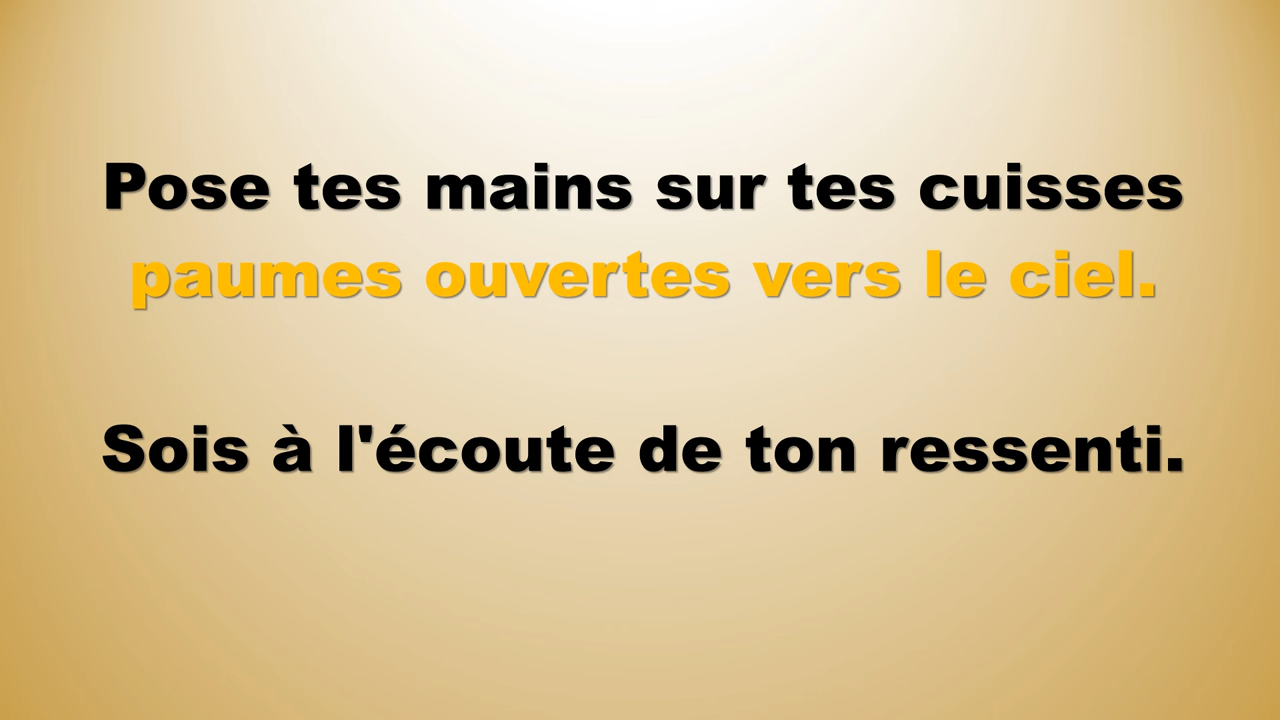 Pose tes mains sur tes cuisses
paumes ouvertes vers le ciel.
Sois à l'écoute de ton ressenti.